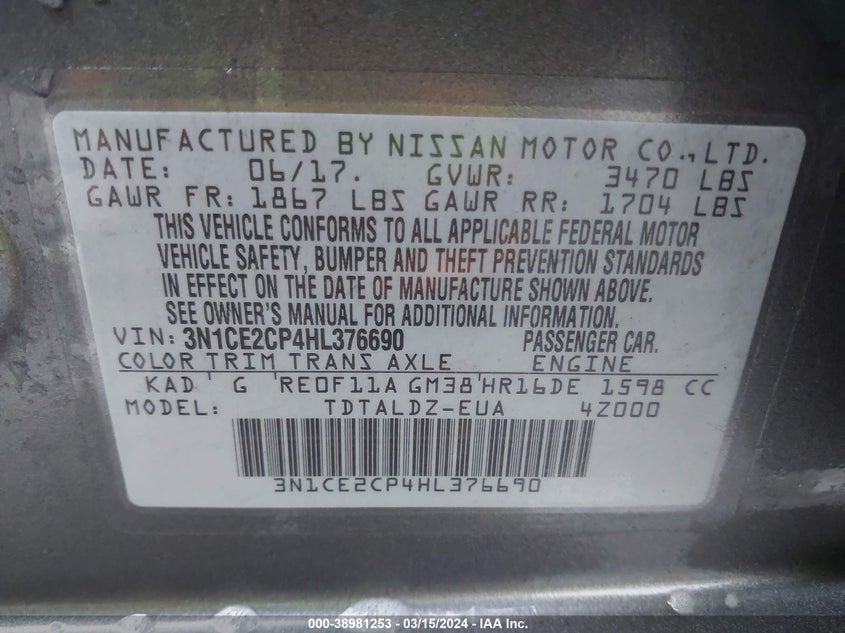 MANUFACTURED BY NISSAN MOTOR CO., LTD.
DATE: 06/17. GVWR: 3470 LBS
GAWR FR: 1867 LBS GAWR RR: 1704 LBS
THIS VEHICLE CONFORMS TO ALL APPLICABLE FEDERAL MOTOR
VEHICLE SAFETY, BUMPER AND THEFT PREVENTION STANDARDS
IN EFFECT ON THE DATE OF MANUFACTURE SHOWN ABOVE.
SEE OWNER'S MANUAL FOR ADDITIONAL INFORMATION.
VIN: 3N1CE2CP4HL376690 PASSENGER CAR.
COLOR TRIM TRANS AXLE ENGINE
KAD G RE0F11A GM38 HR16DE 1598 CC
MODEL: TDTALDZ-EUA 4Z000
3N1CE2CP4HL376690
000-38981253 - 03/15/2024 - IAA Inc.